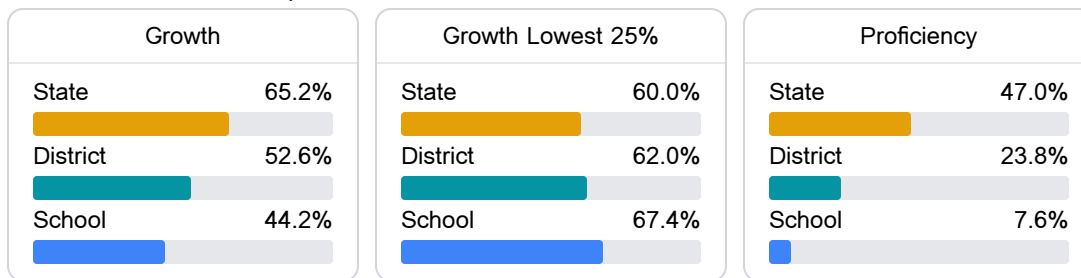 Growth
State 65.2%
District 52.6%
School 44.2%
Growth Lowest 25%
State 60.0%
District 62.0%
School 67.4%
Proficiency
State 47.0%
District 23.8%
School 7.6%